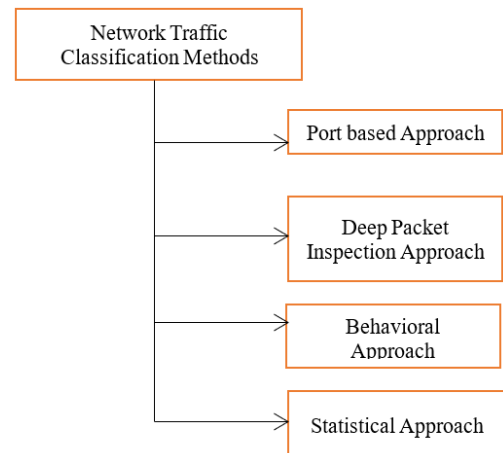 Network Traffic
Classification Methods
Port based Approach
Deep Packet
Inspection Approach
Behavioral
Approach
Statistical Approach